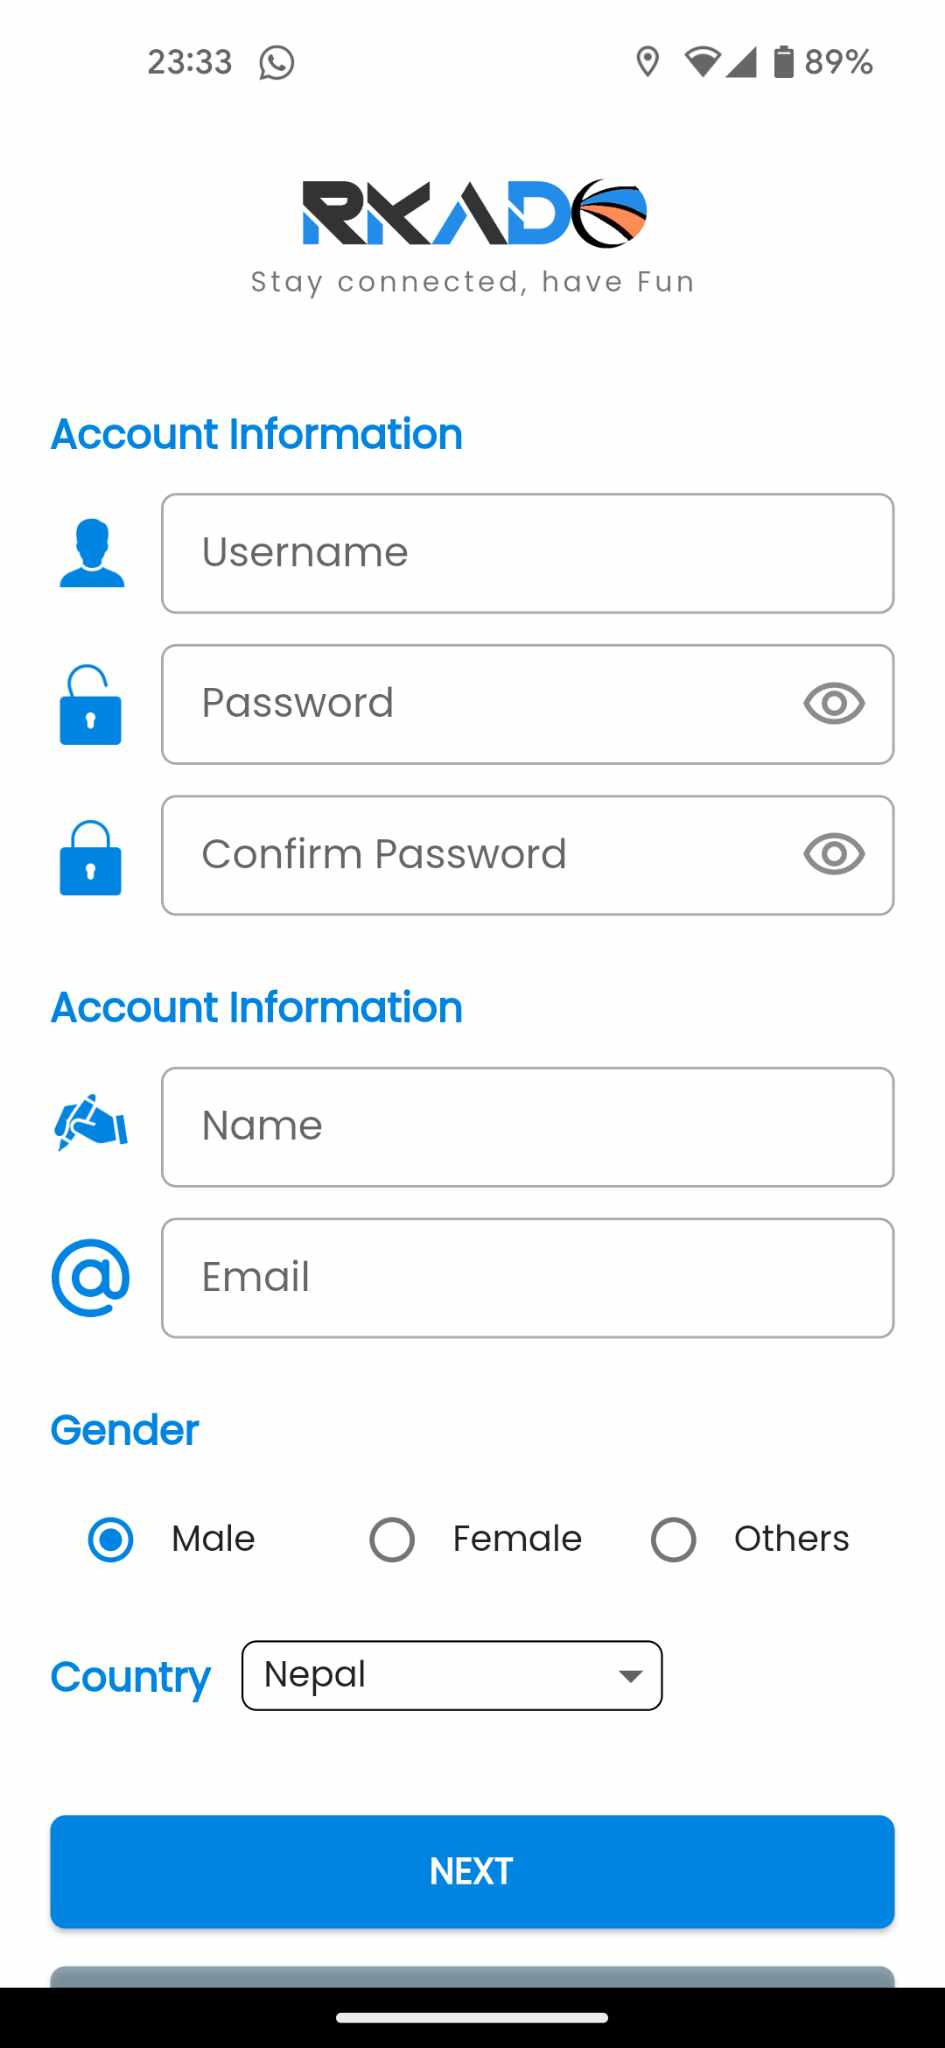 23:33 89%
RKADO
Stay connected, have Fun
Account Information
Username
Password
Confirm Password
Account Information
Name
Email
Gender
Male Female Others
Country Nepal
NEXT